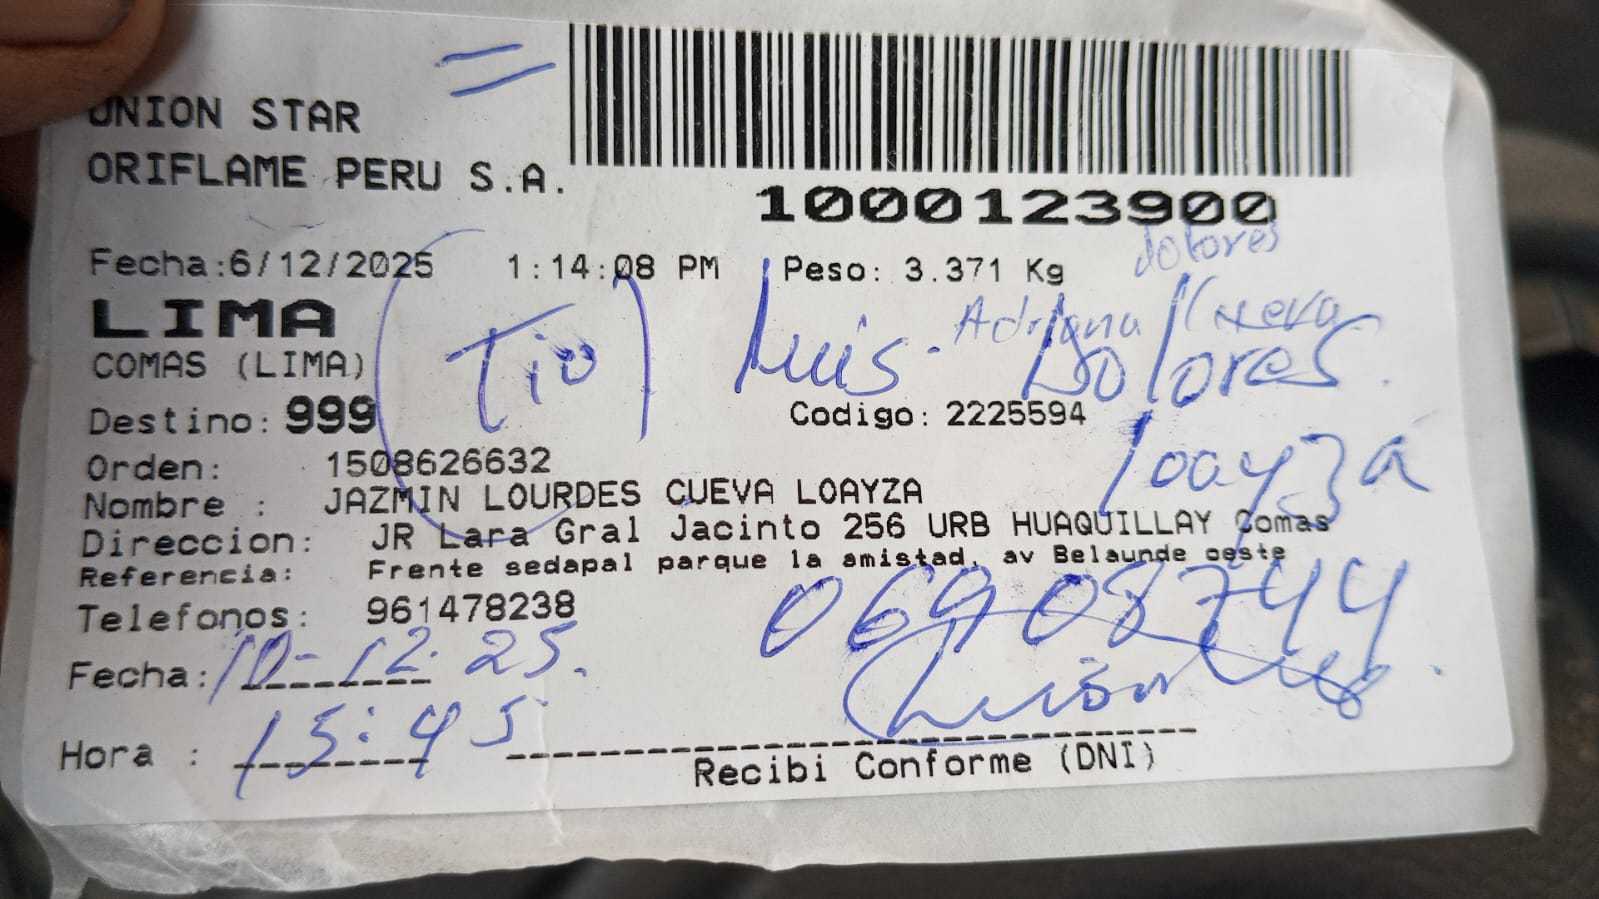 UNION STAR
ORIFLAME PERU S.A.
1000123900
Fecha:6/12/2025 1:14:08 PM Peso: 3.371 Kg
dolores
Adriana Cueva
LIMA
(Tio) Luis Dolores
COMAS (LIMA)
Destino: 999 Codigo: 2225594
loayza
Orden: 1508626632
Nombre : JAZMIN LOURDES CUEVA LOAYZA
Direccion: JR Lara Gral Jacinto 256 URB HUAQUILLAY Comas
Referencia: Frente sedapal parque la amistad, av Belaunde oeste
Telefonos: 961478238
06908744
Fecha: 10-12-25.
Hora : 15:45
Recibi Conforme (DNI)